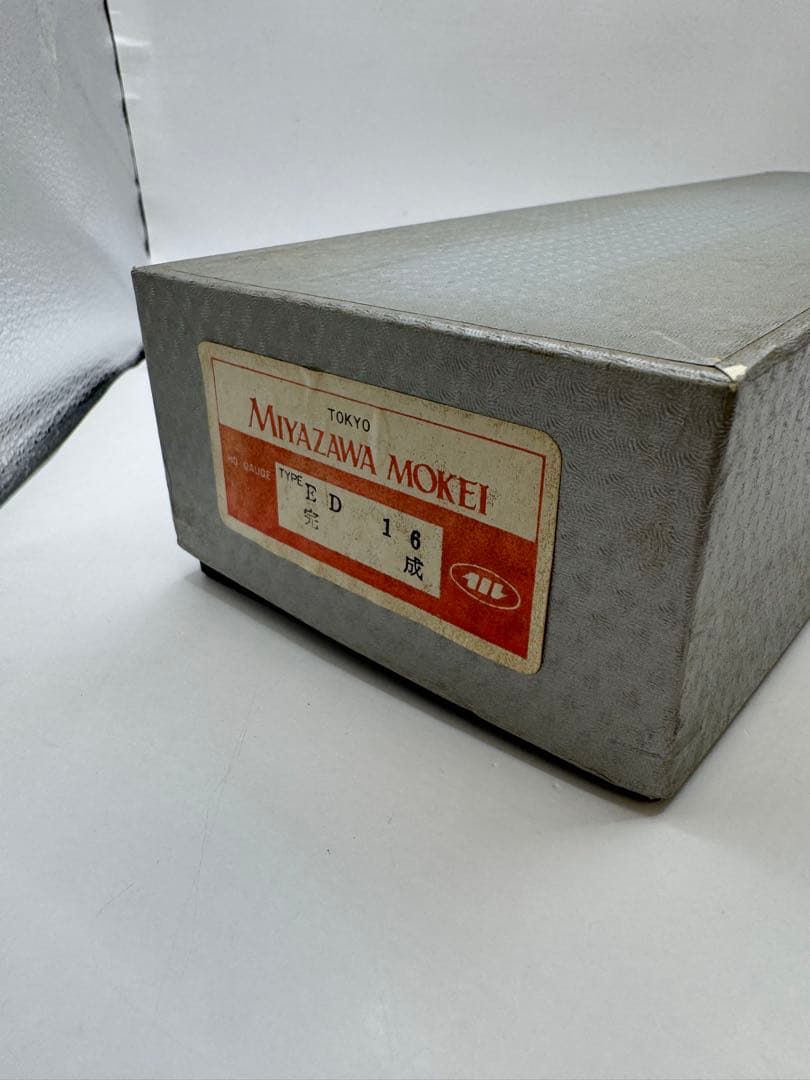 TOKYO
MIYAZAWA MOKEI
HO GAUGE
TYPE ED 16
完成